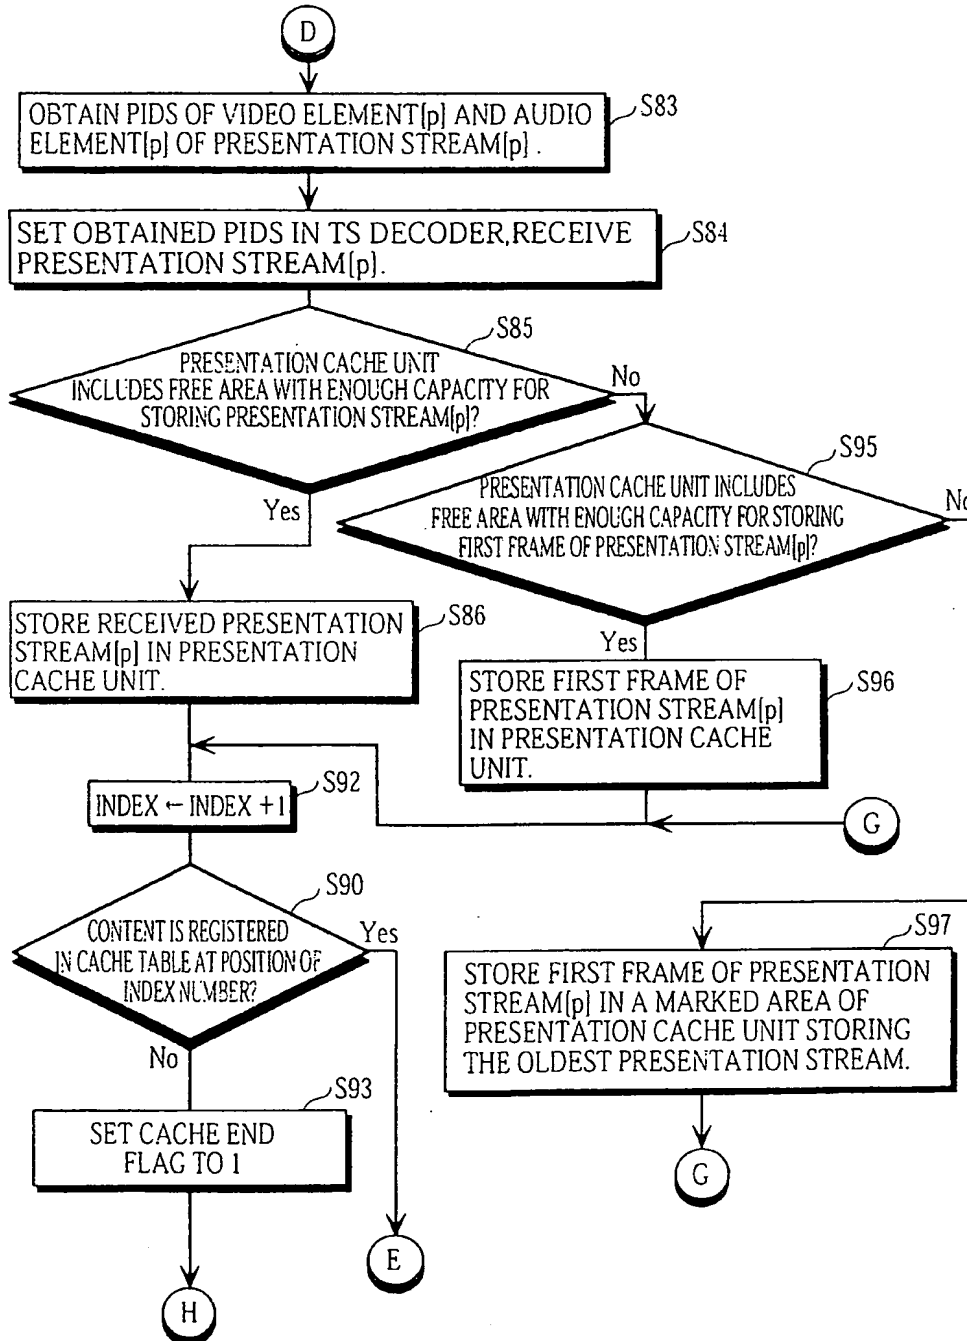 D
OBTAIN PIDS OF VIDEO ELEMENT[p] AND AUDIO
ELEMENT[p] OF PRESENTATION STREAM[p] .
S83
SET OBTAINED PIDS IN TS DECODER,RECEIVE
PRESENTATION STREAM[p].
S84
S85
PRESENTATION CACHE UNIT
INCLUDES FREE AREA WITH ENOUGH CAPACITY FOR
STORING PRESENTATION STREAM[p]?
No
Yes
S95
PRESENTATION CACHE UNIT INCLUDES
FREE AREA WITH ENOUGH CAPACITY FOR STORING
FIRST FRAME OF PRESENTATION STREAM[p]?
No
Yes
STORE RECEIVED PRESENTATION
STREAM[p] IN PRESENTATION
CACHE UNIT.
S86
STORE FIRST FRAME OF
PRESENTATION STREAM[p]
IN PRESENTATION CACHE
UNIT.
S96
INDEX ← INDEX +1
S92
G
S90
CONTENT IS REGISTERED
IN CACHE TABLE AT POSITION OF
INDEX NUMBER?
Yes
No
S97
STORE FIRST FRAME OF PRESENTATION
STREAM[p] IN A MARKED AREA OF
PRESENTATION CACHE UNIT STORING
THE OLDEST PRESENTATION STREAM.
S93
SET CACHE END
FLAG TO 1
G
E
H